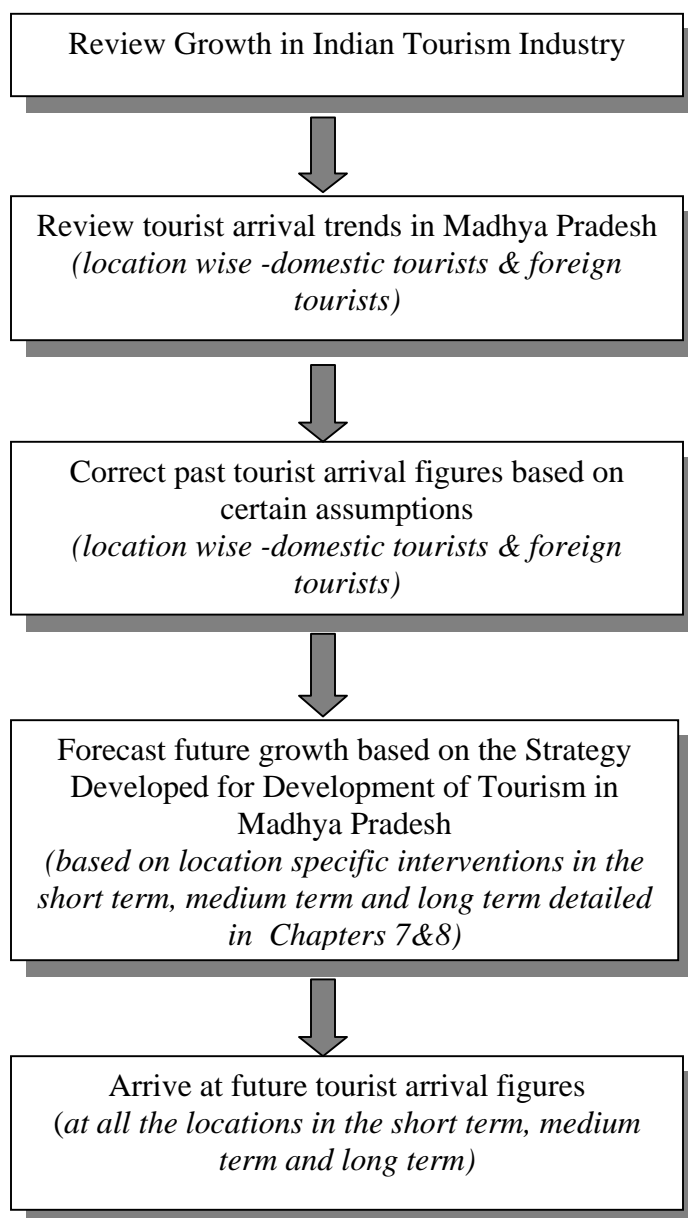 Review Growth in Indian Tourism Industry
Review tourist arrival trends in Madhya Pradesh
(location wise -domestic tourists & foreign
tourists)
Correct past tourist arrival figures based on
certain assumptions
(location wise -domestic tourists & foreign
tourists)
Forecast future growth based on the Strategy
Developed for Development of Tourism in
Madhya Pradesh
(based on location specific interventions in the
short term, medium term and long term detailed
in Chapters 7&8)
Arrive at future tourist arrival figures
(at all the locations in the short term, medium
term and long term)